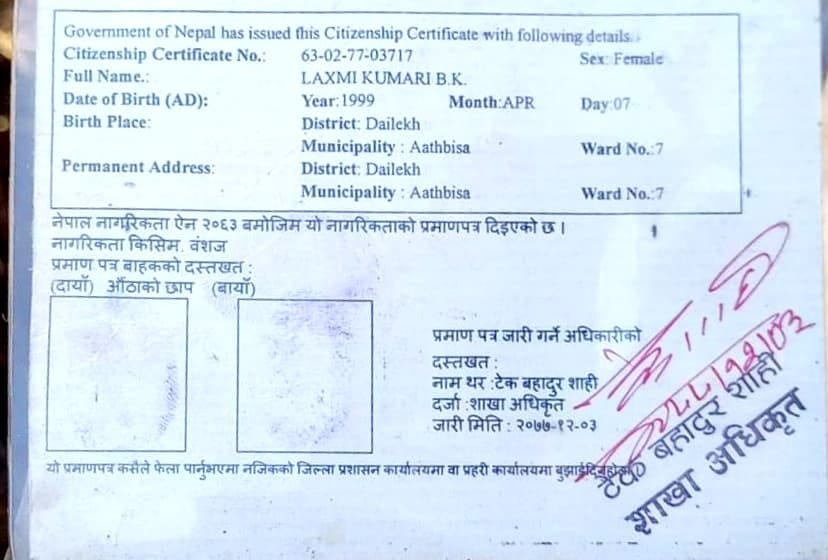 Government of Nepal has issued this Citizenship Certificate with following details.
Citizenship Certificate No.: 63-02-77-03717 Sex: Female
Full Name.: LAXMI KUMARI B.K.
Date of Birth (AD): Year:1999 Month:APR Day:07
Birth Place: District: Dailekh
Municipality : Aathbisa Ward No.:7
Permanent Address: District: Dailekh
Municipality : Aathbisa Ward No.:7
नेपाल नागरिकता ऐन २०६३ बमोजिम यो नागरिकताको प्रमाणपत्र दिइएको छ।
नागरिकता किसिम. वंशज
प्रमाण पत्र बाहकको दस्तखत :
(दायाँ) औंठाको छाप (बायाँ)
प्रमाण पत्र जारी गर्ने अधिकारीको
दस्तखत :
नाम थर :टेक बहादुर शाही
दर्जा :शाखा अधिकृत
जारी मिति : २०७७-१२-०३
यो प्रमाणपत्र कसैले फेला पार्नुभएमा नजिकको जिल्ला प्रशासन कार्यालयमा वा प्रहरी कार्यालयमा
टेक बहादुर शाही
शाखा अधिकृत